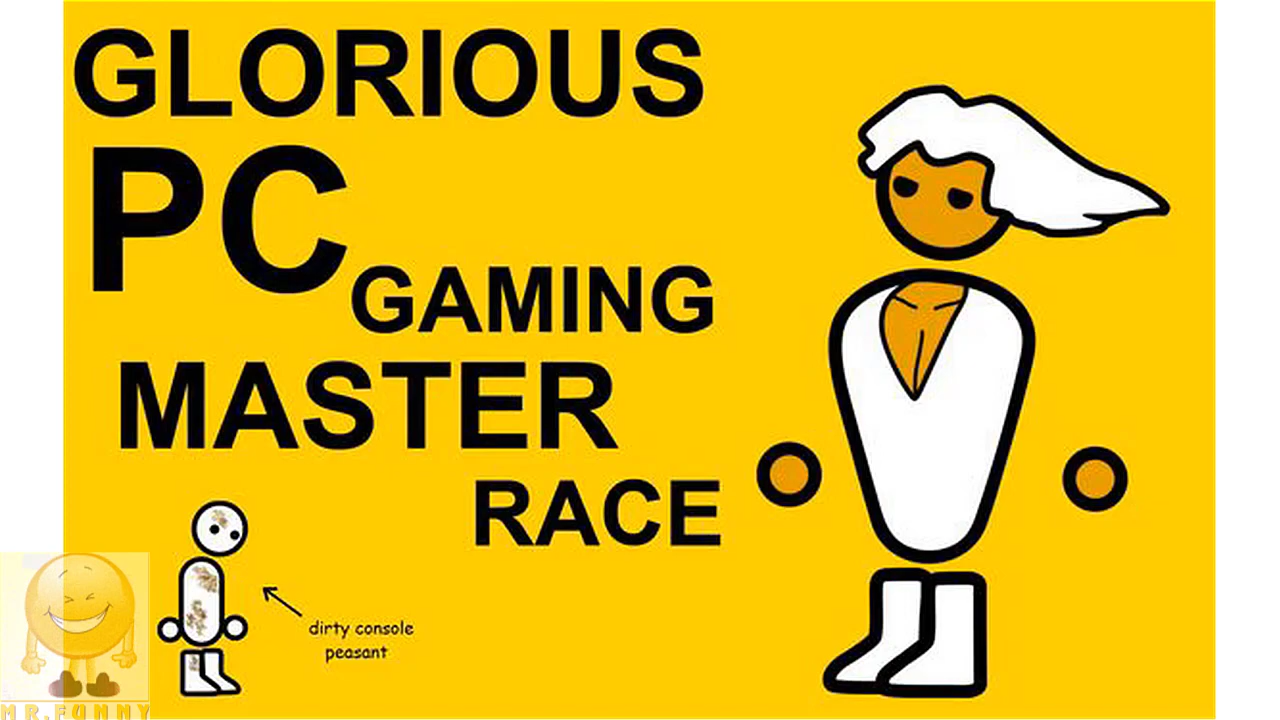 GLORIOUS
PC
GAMING
MASTER
RACE
dirty console
peasant
MR.FUNNY